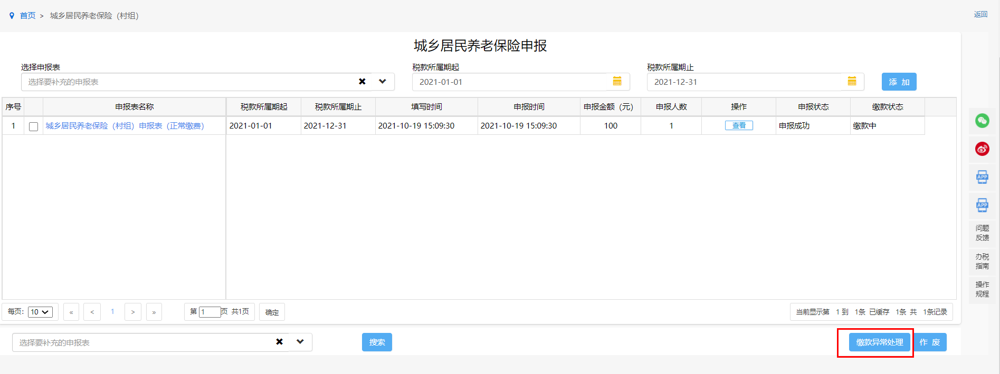 首页 > 城乡居民养老保险（村组）
返回
城乡居民养老保险申报
选择申报表 税款所属期起 税款所属期止
选择要补充的申报表 2021-01-01 2021-12-31 添 加
序号 申报表名称 税款所属期起 税款所属期止 填写时间 申报时间 申报金额（元） 申报人数 操作 申报状态 缴款状态
1 城乡居民养老保险（村组）申报表（正常缴费） 2021-01-01 2021-12-31 2021-10-19 15:09:30 2021-10-19 15:09:30 100 1 查看 申报成功 缴款中
APP
APP
问题
反馈
办税
指南
操作
规程
每页: 10 « < 1 > » 第 1 页 共1页 确定 当前显示第 1 到 1条 已缓存 1条 共 1条记录
选择要补充的申报表 搜索 缴款异常处理 作 废